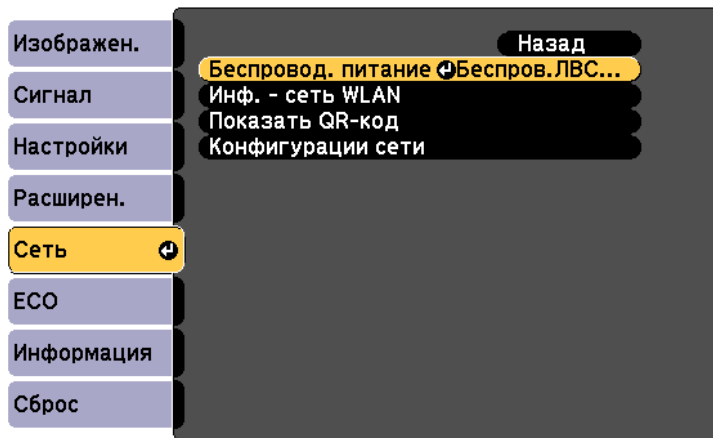 Изображен.
Сигнал
Настройки
Расширен.
Сеть
ECO
Информация
Сброс
Назад
Беспровод. питание Беспров.ЛВС...
Инф. - сеть WLAN
Показать QR-код
Конфигурации сети